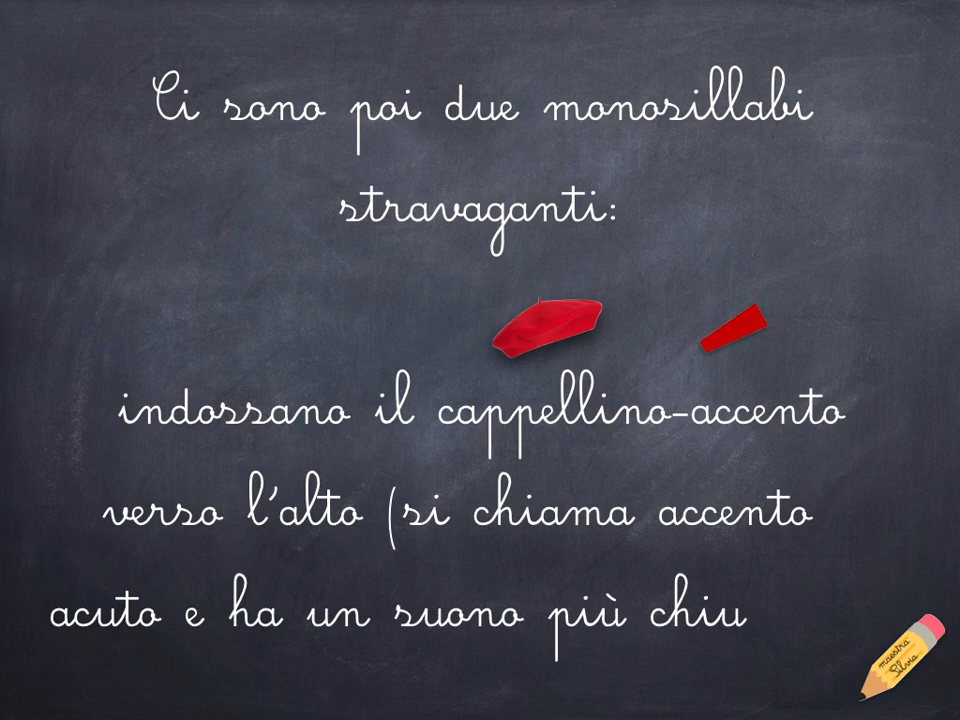 Ci sono poi due monosillabi
stravaganti:
indossano il cappellino-accento
verso l'alto (si chiama accento
acuto e ha un suono più chiu
maestra
Silvia